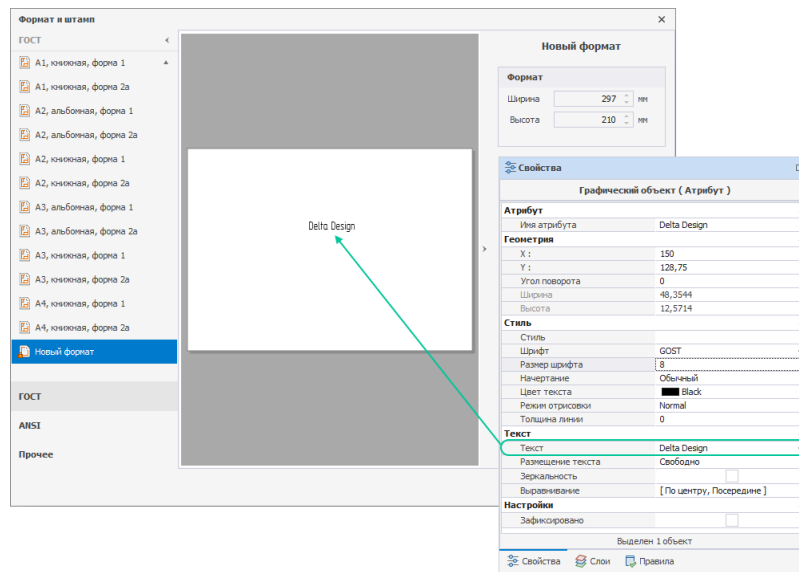 Формат и штамп
ГОСТ
А1, книжная, форма 1
А1, книжная, форма 2а
А2, альбомная, форма 1
А2, альбомная, форма 2а
А2, книжная, форма 1
А2, книжная, форма 2а
А3, альбомная, форма 1
А3, альбомная, форма 2а
А3, книжная, форма 1
А3, книжная, форма 2а
А4, книжная, форма 1
А4, книжная, форма 2а
Новый формат
ГОСТ
ANSI
Прочее
Delta Design
Новый формат
Формат
Ширина 297 мм
Высота 210 мм
Свойства
Графический объект ( Атрибут )
Атрибут
Имя атрибута Delta Design
Геометрия
X : 150
Y : 128,75
Угол поворота 0
Ширина 48,3544
Высота 12,5714
Стиль
Стиль
Шрифт GOST
Размер шрифта 8
Начертание Обычный
Цвет текста Black
Режим отрисовки Normal
Толщина линии 0
Текст
Текст Delta Design
Размещение текста Свободно
Зеркальность
Выравнивание [ По центру, Посередине ]
Настройки
Зафиксировано
Выделен 1 объект
Свойства Слои Правила